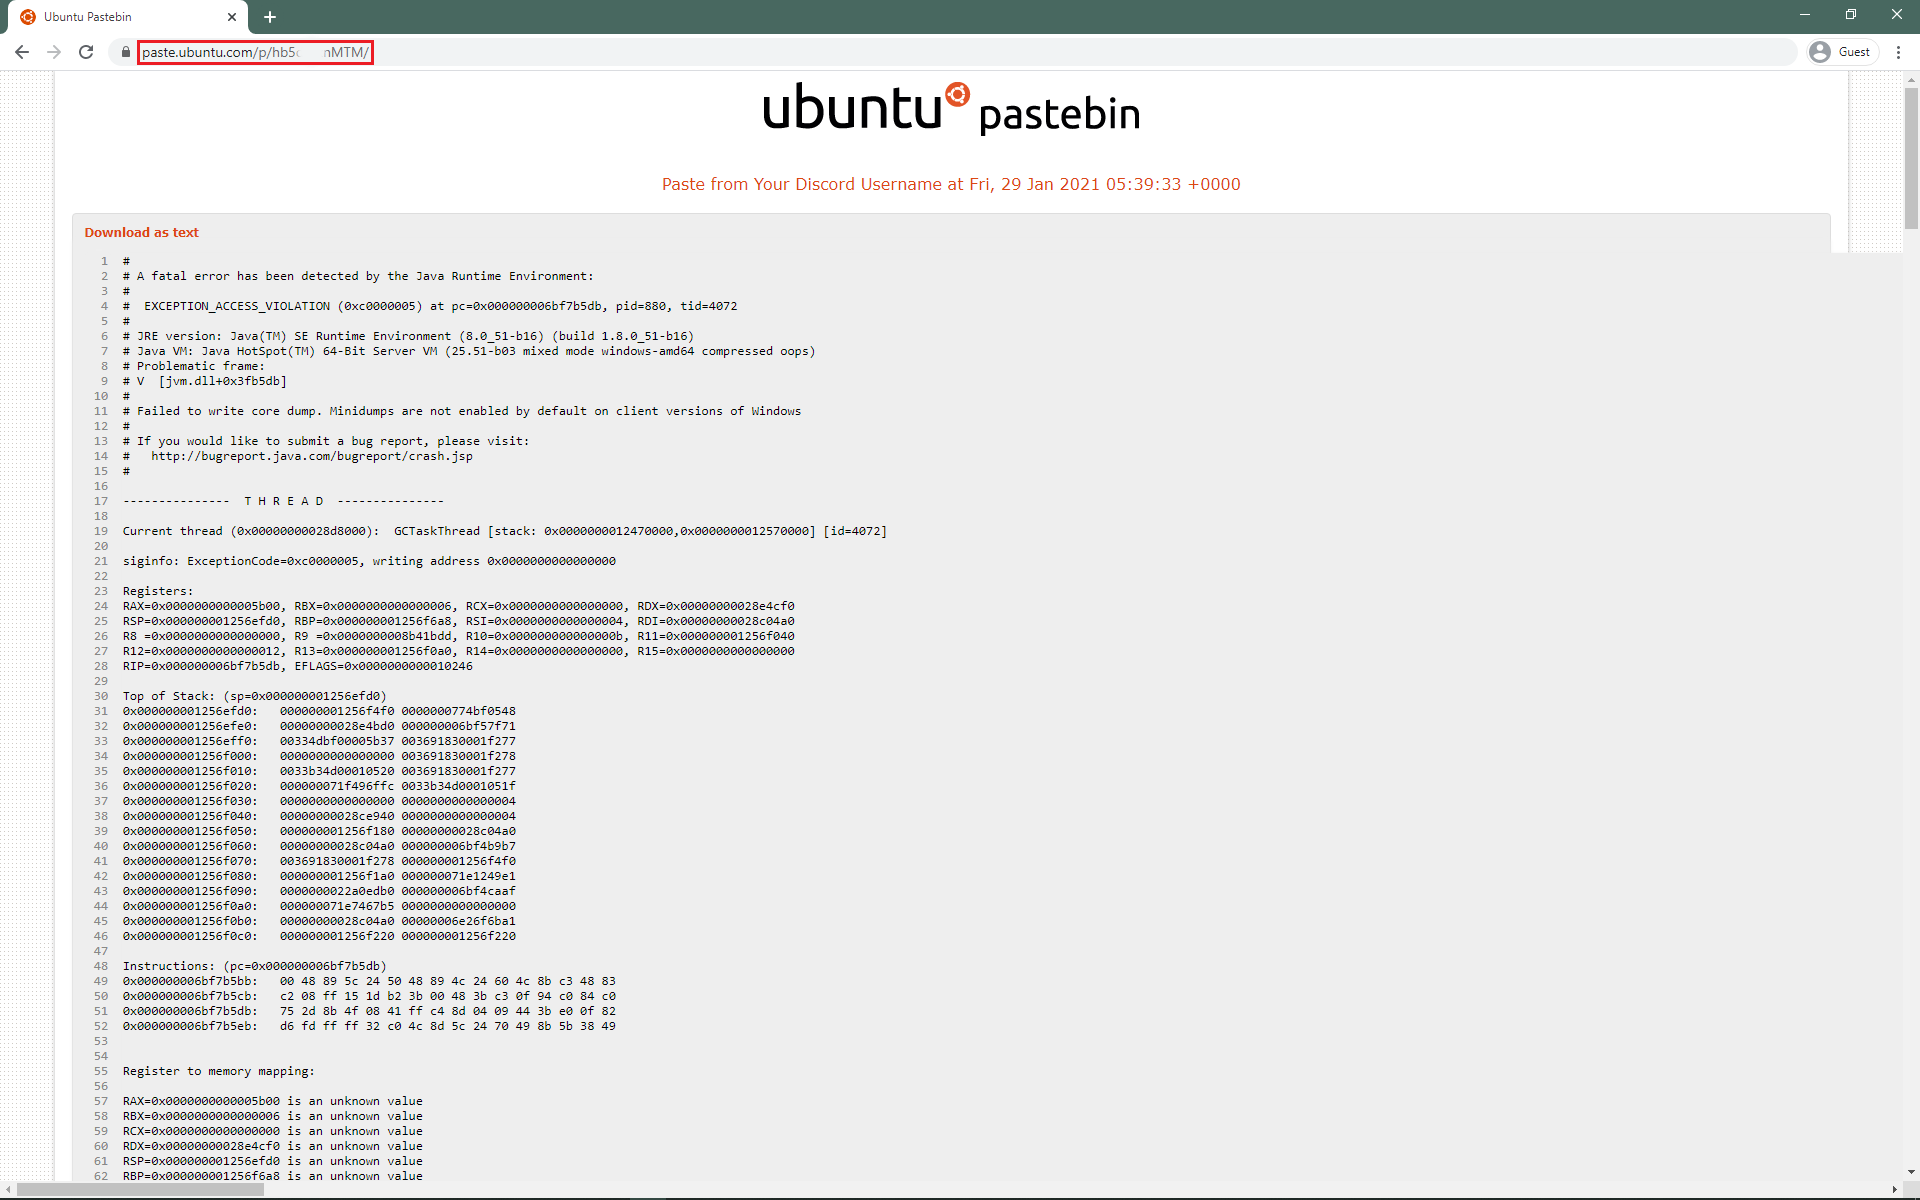 Ubuntu Pastebin
paste.ubuntu.com/p/hb5 nMTM/
Guest
ubuntu pastebin
Paste from Your Discord Username at Fri, 29 Jan 2021 05:39:33 +0000
Download as text
1 #
2 # A fatal error has been detected by the Java Runtime Environment:
3 #
4 #  EXCEPTION_ACCESS_VIOLATION (0xc0000005) at pc=0x000000006bf7b5db, pid=880, tid=4072
5 #
6 # JRE version: Java(TM) SE Runtime Environment (8.0_51-b16) (build 1.8.0_51-b16)
7 # Java VM: Java HotSpot(TM) 64-Bit Server VM (25.51-b03 mixed mode windows-amd64 compressed oops)
8 # Problematic frame:
9 # V  [jvm.dll+0x3fb5db]
10 #
11 # Failed to write core dump. Minidumps are not enabled by default on client versions of Windows
12 #
13 # If you would like to submit a bug report, please visit:
14 #   http://bugreport.java.com/bugreport/crash.jsp
15 #
16
17 ---------------  T H R E A D  ---------------
18
19 Current thread (0x00000000028d8000):  GCTaskThread [stack: 0x0000000012470000,0x0000000012570000] [id=4072]
20
21 siginfo: ExceptionCode=0xc0000005, writing address 0x0000000000000000
22
23 Registers:
24 RAX=0x0000000000005b00, RBX=0x0000000000000006, RCX=0x0000000000000000, RDX=0x00000000028e4cf0
25 RSP=0x000000001256efd0, RBP=0x000000001256f6a8, RSI=0x0000000000000004, RDI=0x00000000028c04a0
26 R8 =0x0000000000000000, R9 =0x0000000008b41bdd, R10=0x000000000000000b, R11=0x000000001256f040
27 R12=0x0000000000000012, R13=0x000000001256f0a0, R14=0x0000000000000000, R15=0x0000000000000000
28 RIP=0x000000006bf7b5db, EFLAGS=0x0000000000010246
29
30 Top of Stack: (sp=0x000000001256efd0)
31 0x000000001256efd0:   000000001256f4f0 0000000774bf0548
32 0x000000001256efe0:   00000000028e4bd0 000000006bf57f71
33 0x000000001256eff0:   00334dbf00005b37 003691830001f277
34 0x000000001256f000:   0000000000000000 003691830001f278
35 0x000000001256f010:   0033b34d00010520 003691830001f277
36 0x000000001256f020:   000000071f496ffc 0033b34d0001051f
37 0x000000001256f030:   0000000000000000 0000000000000004
38 0x000000001256f040:   00000000028ce940 0000000000000004
39 0x000000001256f050:   000000001256f180 00000000028c04a0
40 0x000000001256f060:   00000000028c04a0 000000006bf4b9b7
41 0x000000001256f070:   003691830001f278 000000001256f4f0
42 0x000000001256f080:   000000001256f1a0 000000071e1249e1
43 0x000000001256f090:   0000000022a0edb0 000000006bf4caaf
44 0x000000001256f0a0:   000000071e7467b5 0000000000000000
45 0x000000001256f0b0:   00000000028c04a0 00000006e26f6ba1
46 0x000000001256f0c0:   000000001256f220 000000001256f220
47
48 Instructions: (pc=0x000000006bf7b5db)
49 0x000000006bf7b5bb:   00 48 89 5c 24 50 48 89 4c 24 60 4c 8b c3 48 83
50 0x000000006bf7b5cb:   c2 08 ff 15 1d b2 3b 00 48 3b c3 0f 94 c0 84 c0
51 0x000000006bf7b5db:   75 2d 8b 4f 08 41 ff c4 8d 04 09 44 3b e0 0f 82
52 0x000000006bf7b5eb:   d6 fd ff ff 32 c0 4c 8d 5c 24 70 49 8b 5b 38 49
53
54
55 Register to memory mapping:
56
57 RAX=0x0000000000005b00 is an unknown value
58 RBX=0x0000000000000006 is an unknown value
59 RCX=0x0000000000000000 is an unknown value
60 RDX=0x00000000028e4cf0 is an unknown value
61 RSP=0x000000001256efd0 is an unknown value
62 RBP=0x000000001256f6a8 is an unknown value